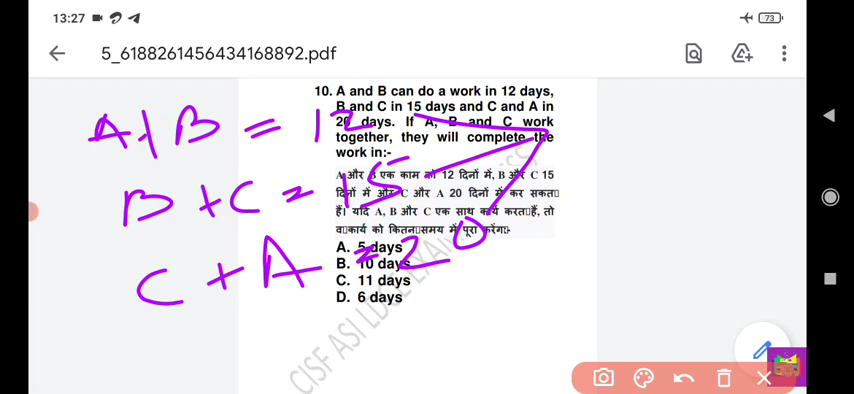 13:27
73
5_6188261456434168892.pdf
10. A and B can do a work in 12 days,
B and C in 15 days and C and A in
20 days. If A, B and C work
together, they will complete the
work in:-
A और B एक काम को 12 दिनों में, B और C 15
दिनों में और C और A 20 दिनों में कर सकत
हैं। यदि A, B और C एक साथ कार्य करत हैं, तो
व कार्य को कितन समय में पूरा करेंग:-
A. 5 days
B. 10 days
C. 11 days
D. 6 days
A+B = 12
B+C = 15
C+A = 20
CISF ASI LDCE EXAM